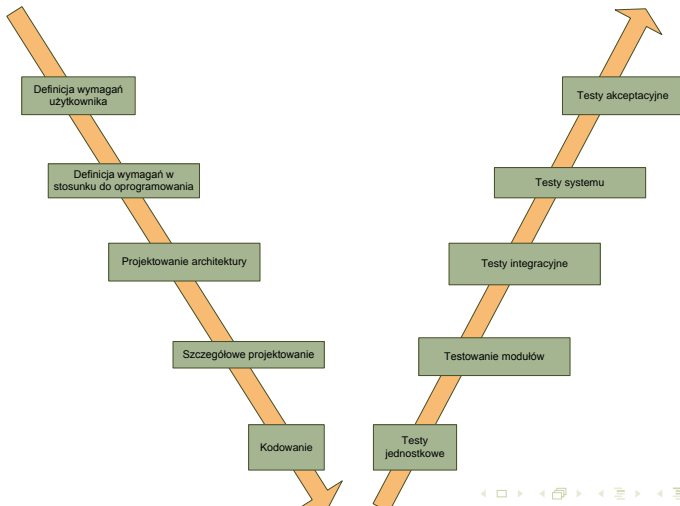 Definicja wymagań
użytkownika
Definicja wymagań w
stosunku do oprogramowania
Projektowanie architektury
Szczegółowe projektowanie
Kodowanie
Testy akceptacyjne
Testy systemu
Testy integracyjne
Testowanie modułów
Testy
jednostkowe